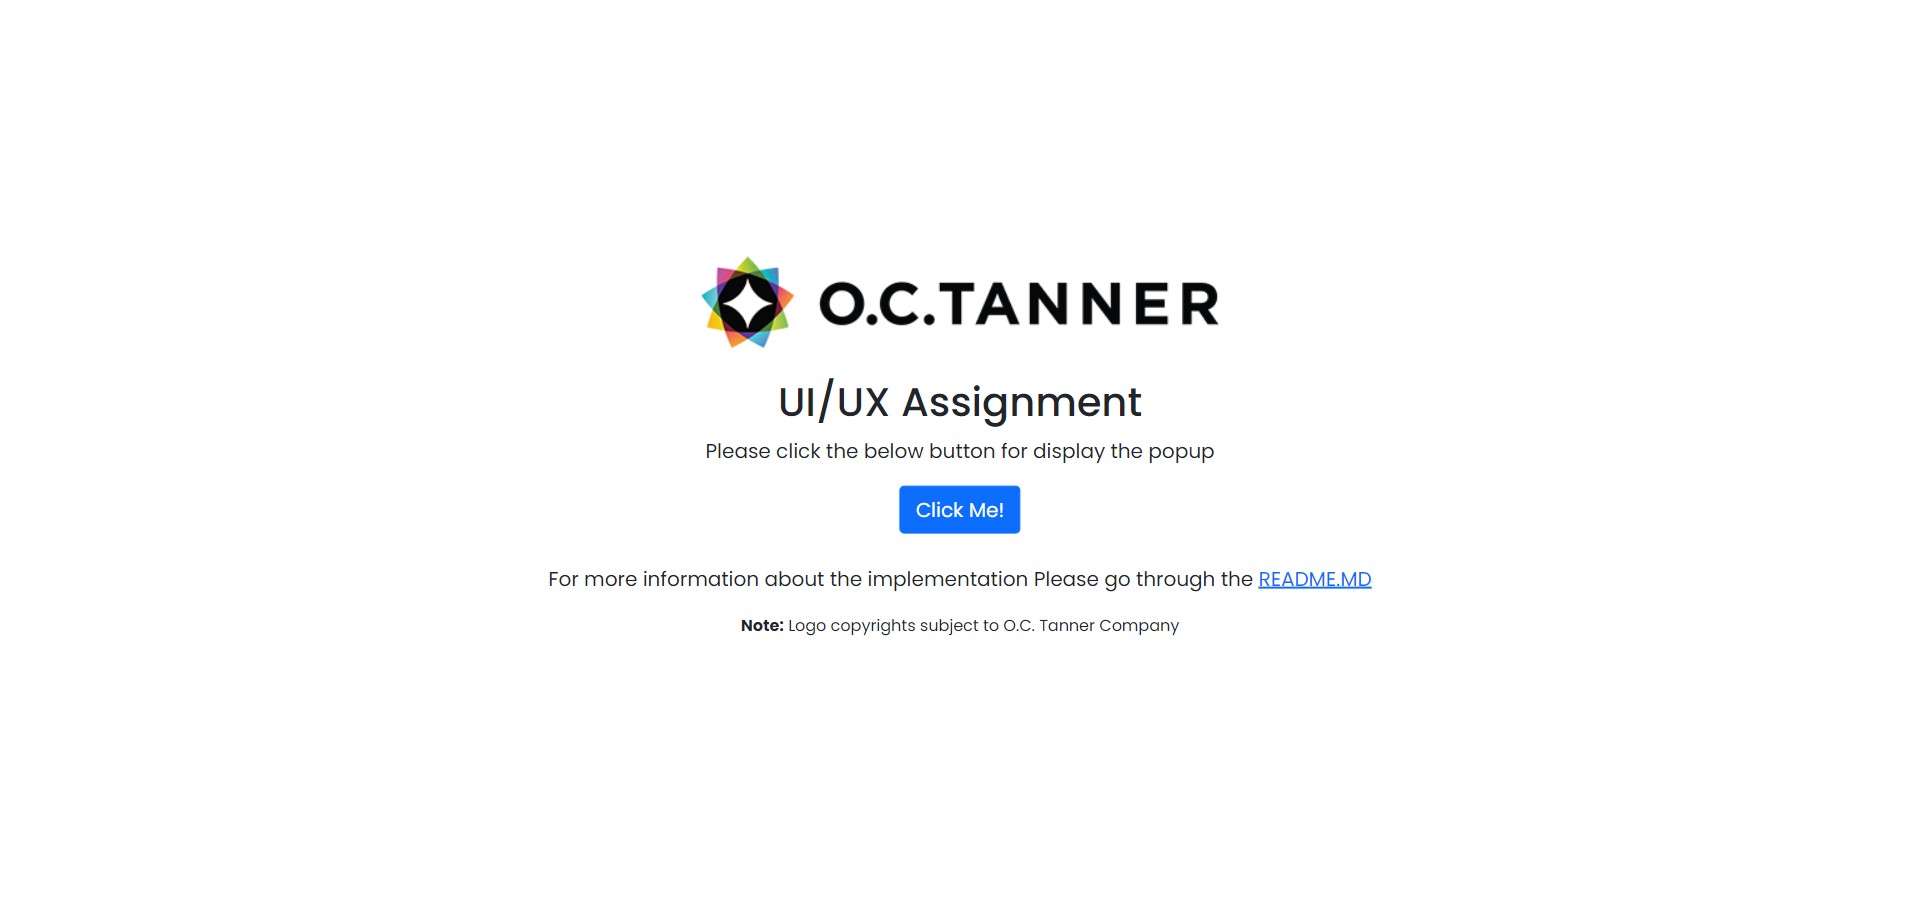 O.C.TANNER
UI/UX Assignment
Please click the below button for display the popup
Click Me!
For more information about the implementation Please go through the README.MD
Note: Logo copyrights subject to O.C. Tanner Company